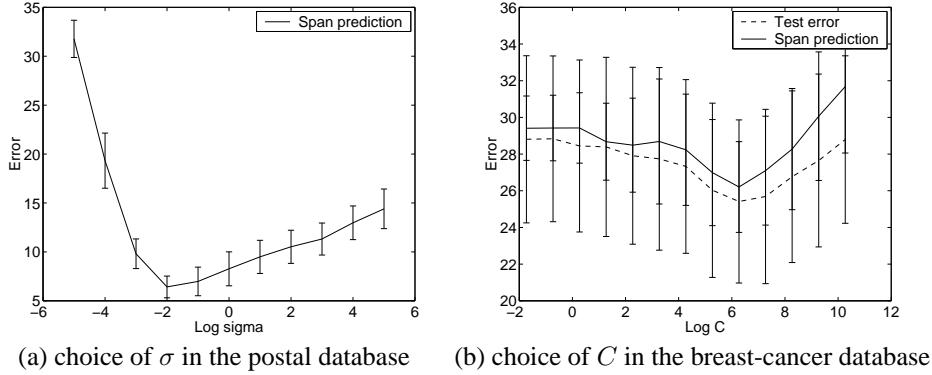 35
30
25
20
15
10
5
−6 −4 −2 0 2 4 6
Error
Log sigma
Span prediction
(a) choice of σ in the postal database
36
34
32
30
28
26
24
22
20
−2 0 2 4 6 8 10 12
Error
Log C
Test error
Span prediction
(b) choice of C in the breast-cancer database